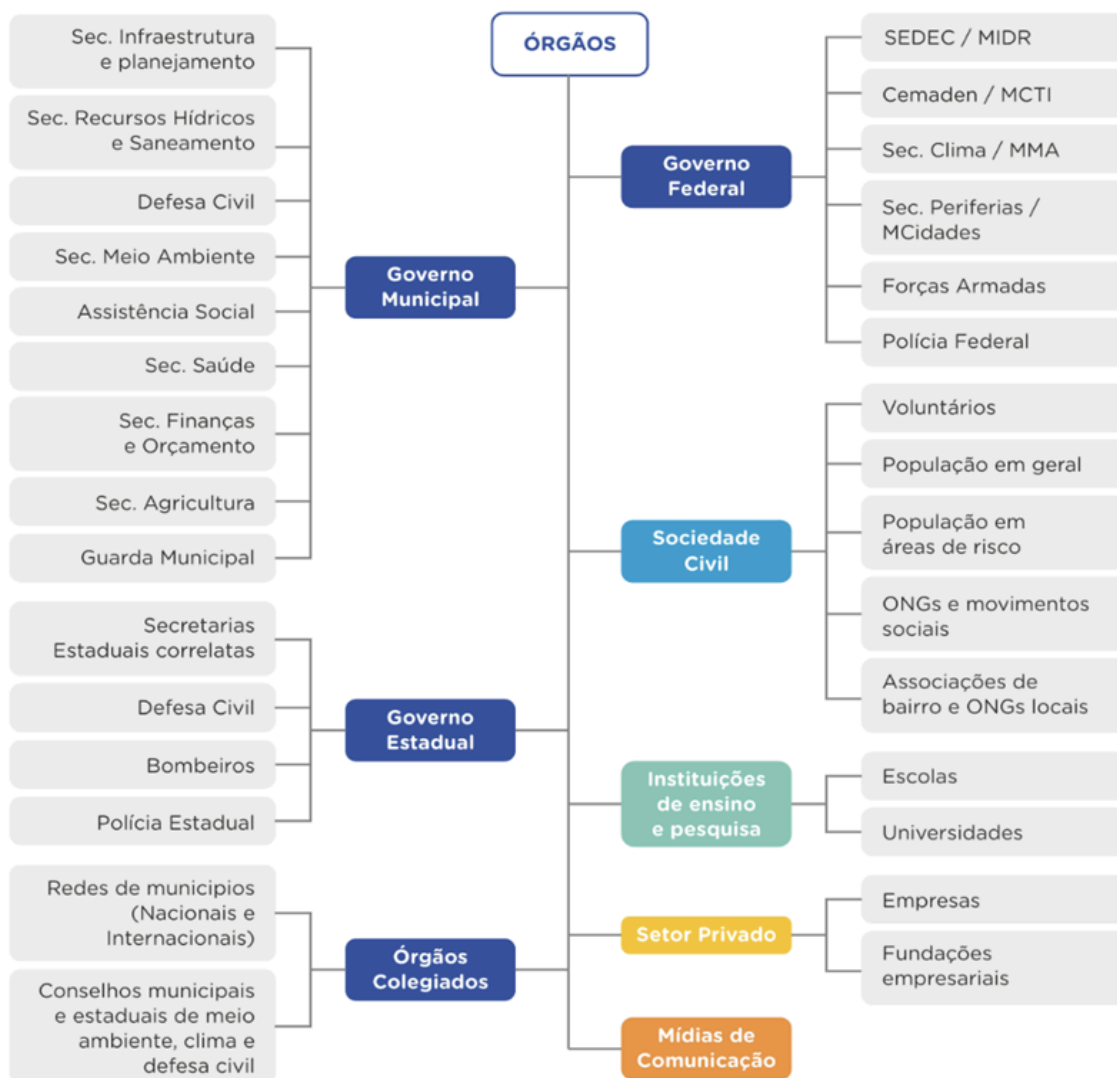 ÓRGÃOS
Sec. Infraestrutura
e planejamento
Sec. Recursos Hídricos
e Saneamento
Defesa Civil
Sec. Meio Ambiente
Assistência Social
Sec. Saúde
Sec. Finanças
e Orçamento
Sec. Agricultura
Guarda Municipal
Governo
Municipal
Secretarias
Estaduais correlatas
Defesa Civil
Bombeiros
Polícia Estadual
Governo
Estadual
Redes de municipios
(Nacionais e
Internacionais)
Conselhos municipais
e estaduais de meio
ambiente, clima e
defesa civil
Órgãos
Colegiados
Governo
Federal
SEDEC / MIDR
Cemaden / MCTI
Sec. Clima / MMA
Sec. Periferias /
MCidades
Forças Armadas
Polícia Federal
Sociedade
Civil
Voluntários
População em geral
População em
áreas de risco
ONGs e movimentos
sociais
Associações de
bairro e ONGs locais
Instituições
de ensino
e pesquisa
Escolas
Universidades
Setor Privado
Empresas
Fundações
empresariais
Mídias de
Comunicação